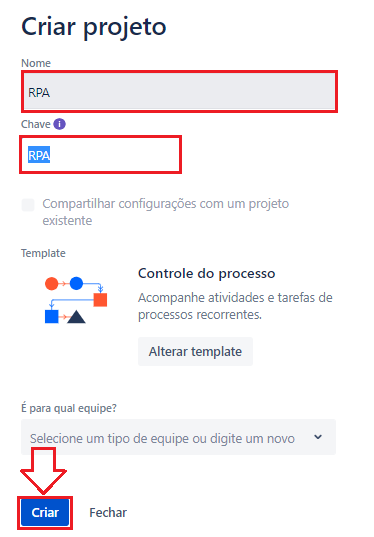 Criar projeto
Nome
RPA
Chave
RPA
Compartilhar configurações com um projeto
existente
Template
Controle do processo
Acompanhe atividades e tarefas de
processos recorrentes.
Alterar template
É para qual equipe?
Selecione um tipo de equipe ou digite um novo
Criar Fechar